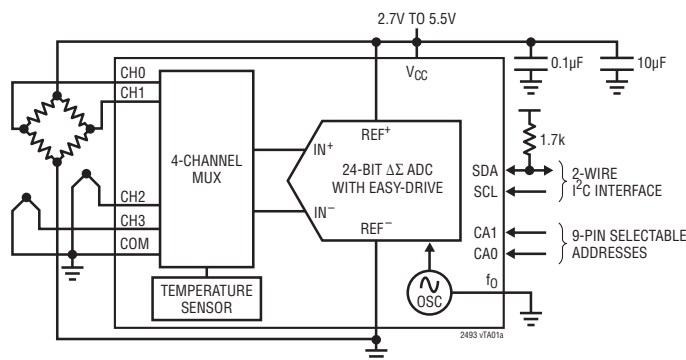 2.7V TO 5.5V
0.1µF
10µF
VCC
CH0
CH1
CH2
CH3
COM
4-CHANNEL
MUX
TEMPERATURE
SENSOR
IN+
IN−
REF+
24-BIT ΔΣ ADC
WITH EASY-DRIVE
REF−
OSC
1.7k
SDA
SCL
2-WIRE
I2C INTERFACE
CA1
CA0
9-PIN SELECTABLE
ADDRESSES
fO
2493 vTA01a